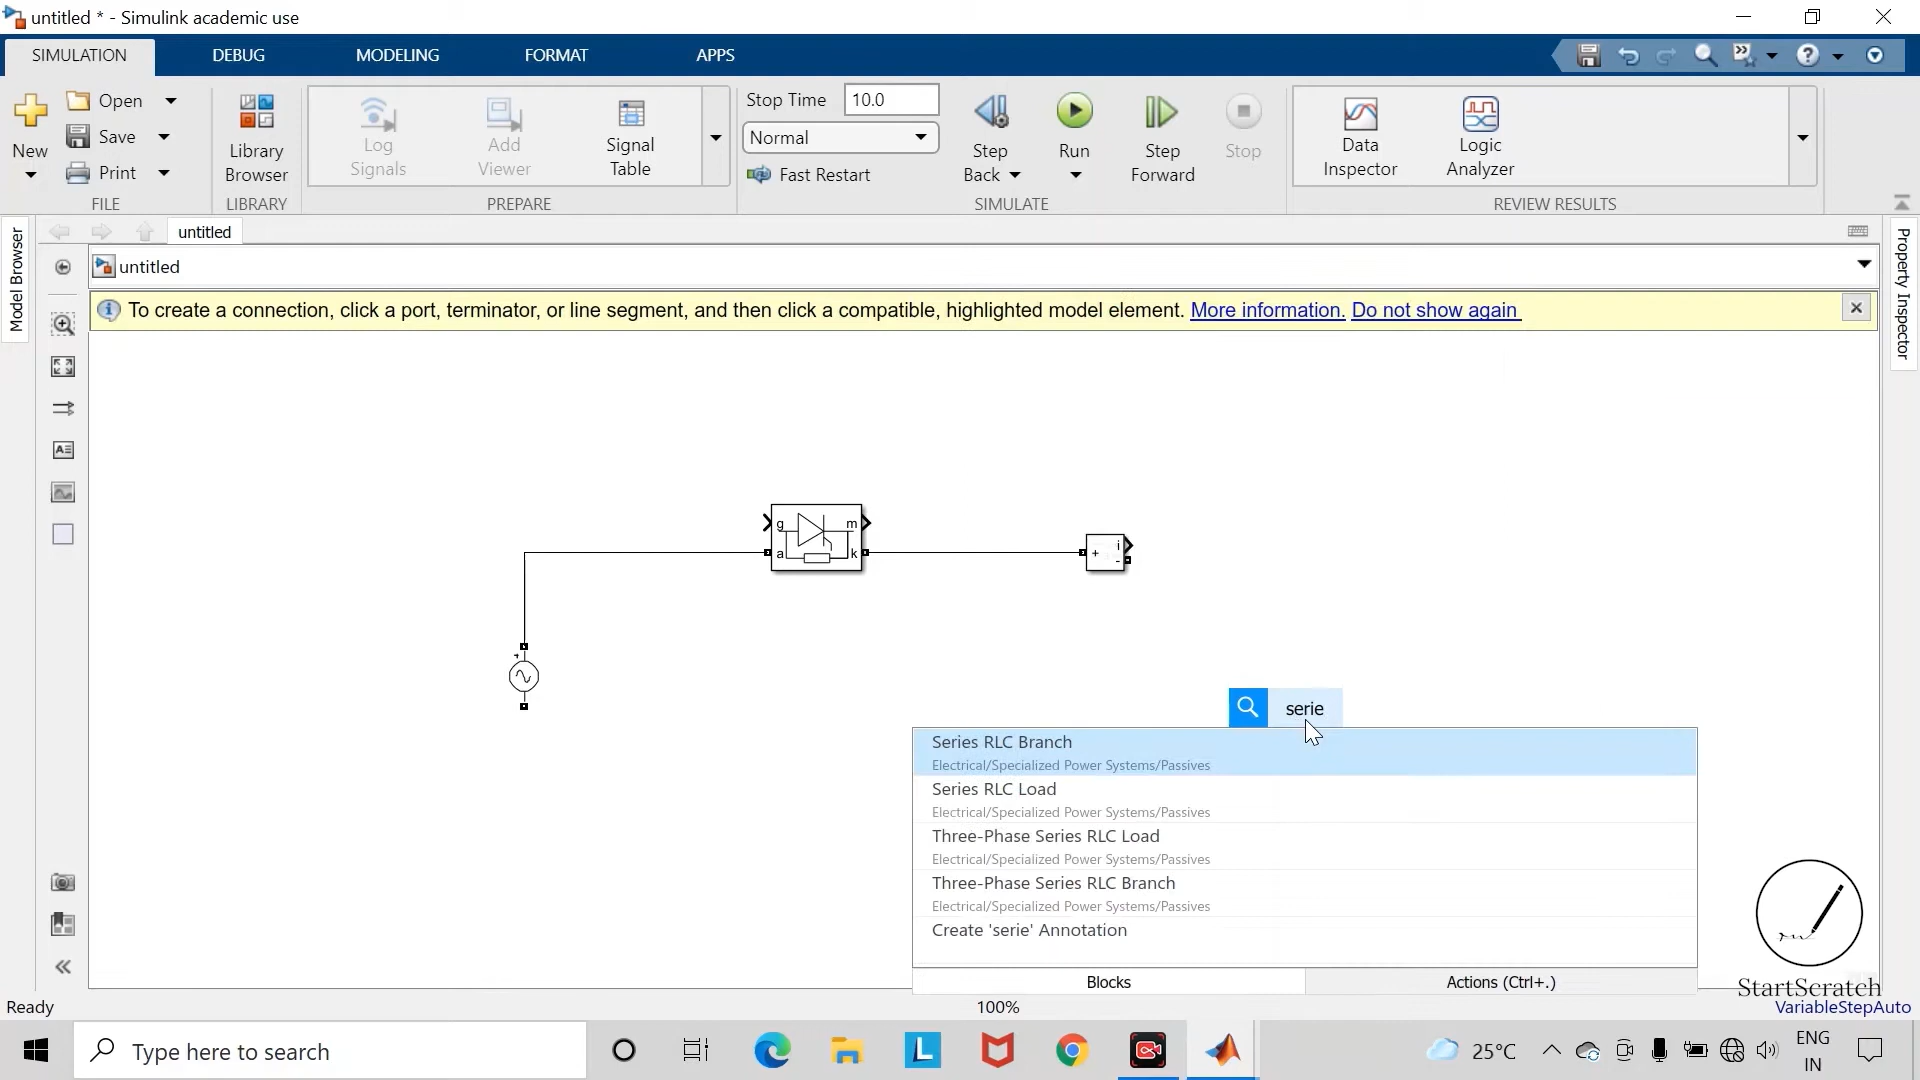 untitled * - Simulink academic use
SIMULATION
DEBUG
MODELING
FORMAT
APPS
New
Open
Save
Print
FILE
Library
Browser
LIBRARY
Log
Signals
Add
Viewer
Signal
Table
PREPARE
Stop Time 10.0
Normal
Fast Restart
Step
Back
Run
Step
Forward
Stop
SIMULATE
Data
Inspector
Logic
Analyzer
REVIEW RESULTS
Model Browser
untitled
untitled
Property Inspector
To create a connection, click a port, terminator, or line segment, and then click a compatible, highlighted model element. More information. Do not show again
g m
a k
+ i
-
+
serie
Series RLC Branch
Electrical/Specialized Power Systems/Passives
Series RLC Load
Electrical/Specialized Power Systems/Passives
Three-Phase Series RLC Load
Electrical/Specialized Power Systems/Passives
Three-Phase Series RLC Branch
Electrical/Specialized Power Systems/Passives
Create 'serie' Annotation
Blocks
Actions (Ctrl+.)
StartScratch
Ready
100%
VariableStepAuto
Type here to search
25°C
ENG
IN